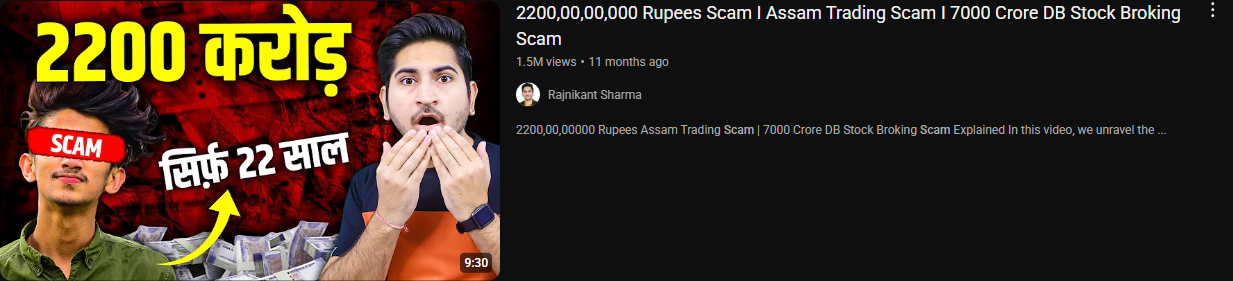 2200 करोड़
SCAM
सिर्फ़ 22 साल
9:30
2200,00,00,000 Rupees Scam I Assam Trading Scam I 7000 Crore DB Stock Broking
Scam
1.5M views • 11 months ago
Rajnikant Sharma
2200,00,00000 Rupees Assam Trading Scam | 7000 Crore DB Stock Broking Scam Explained In this video, we unravel the ...